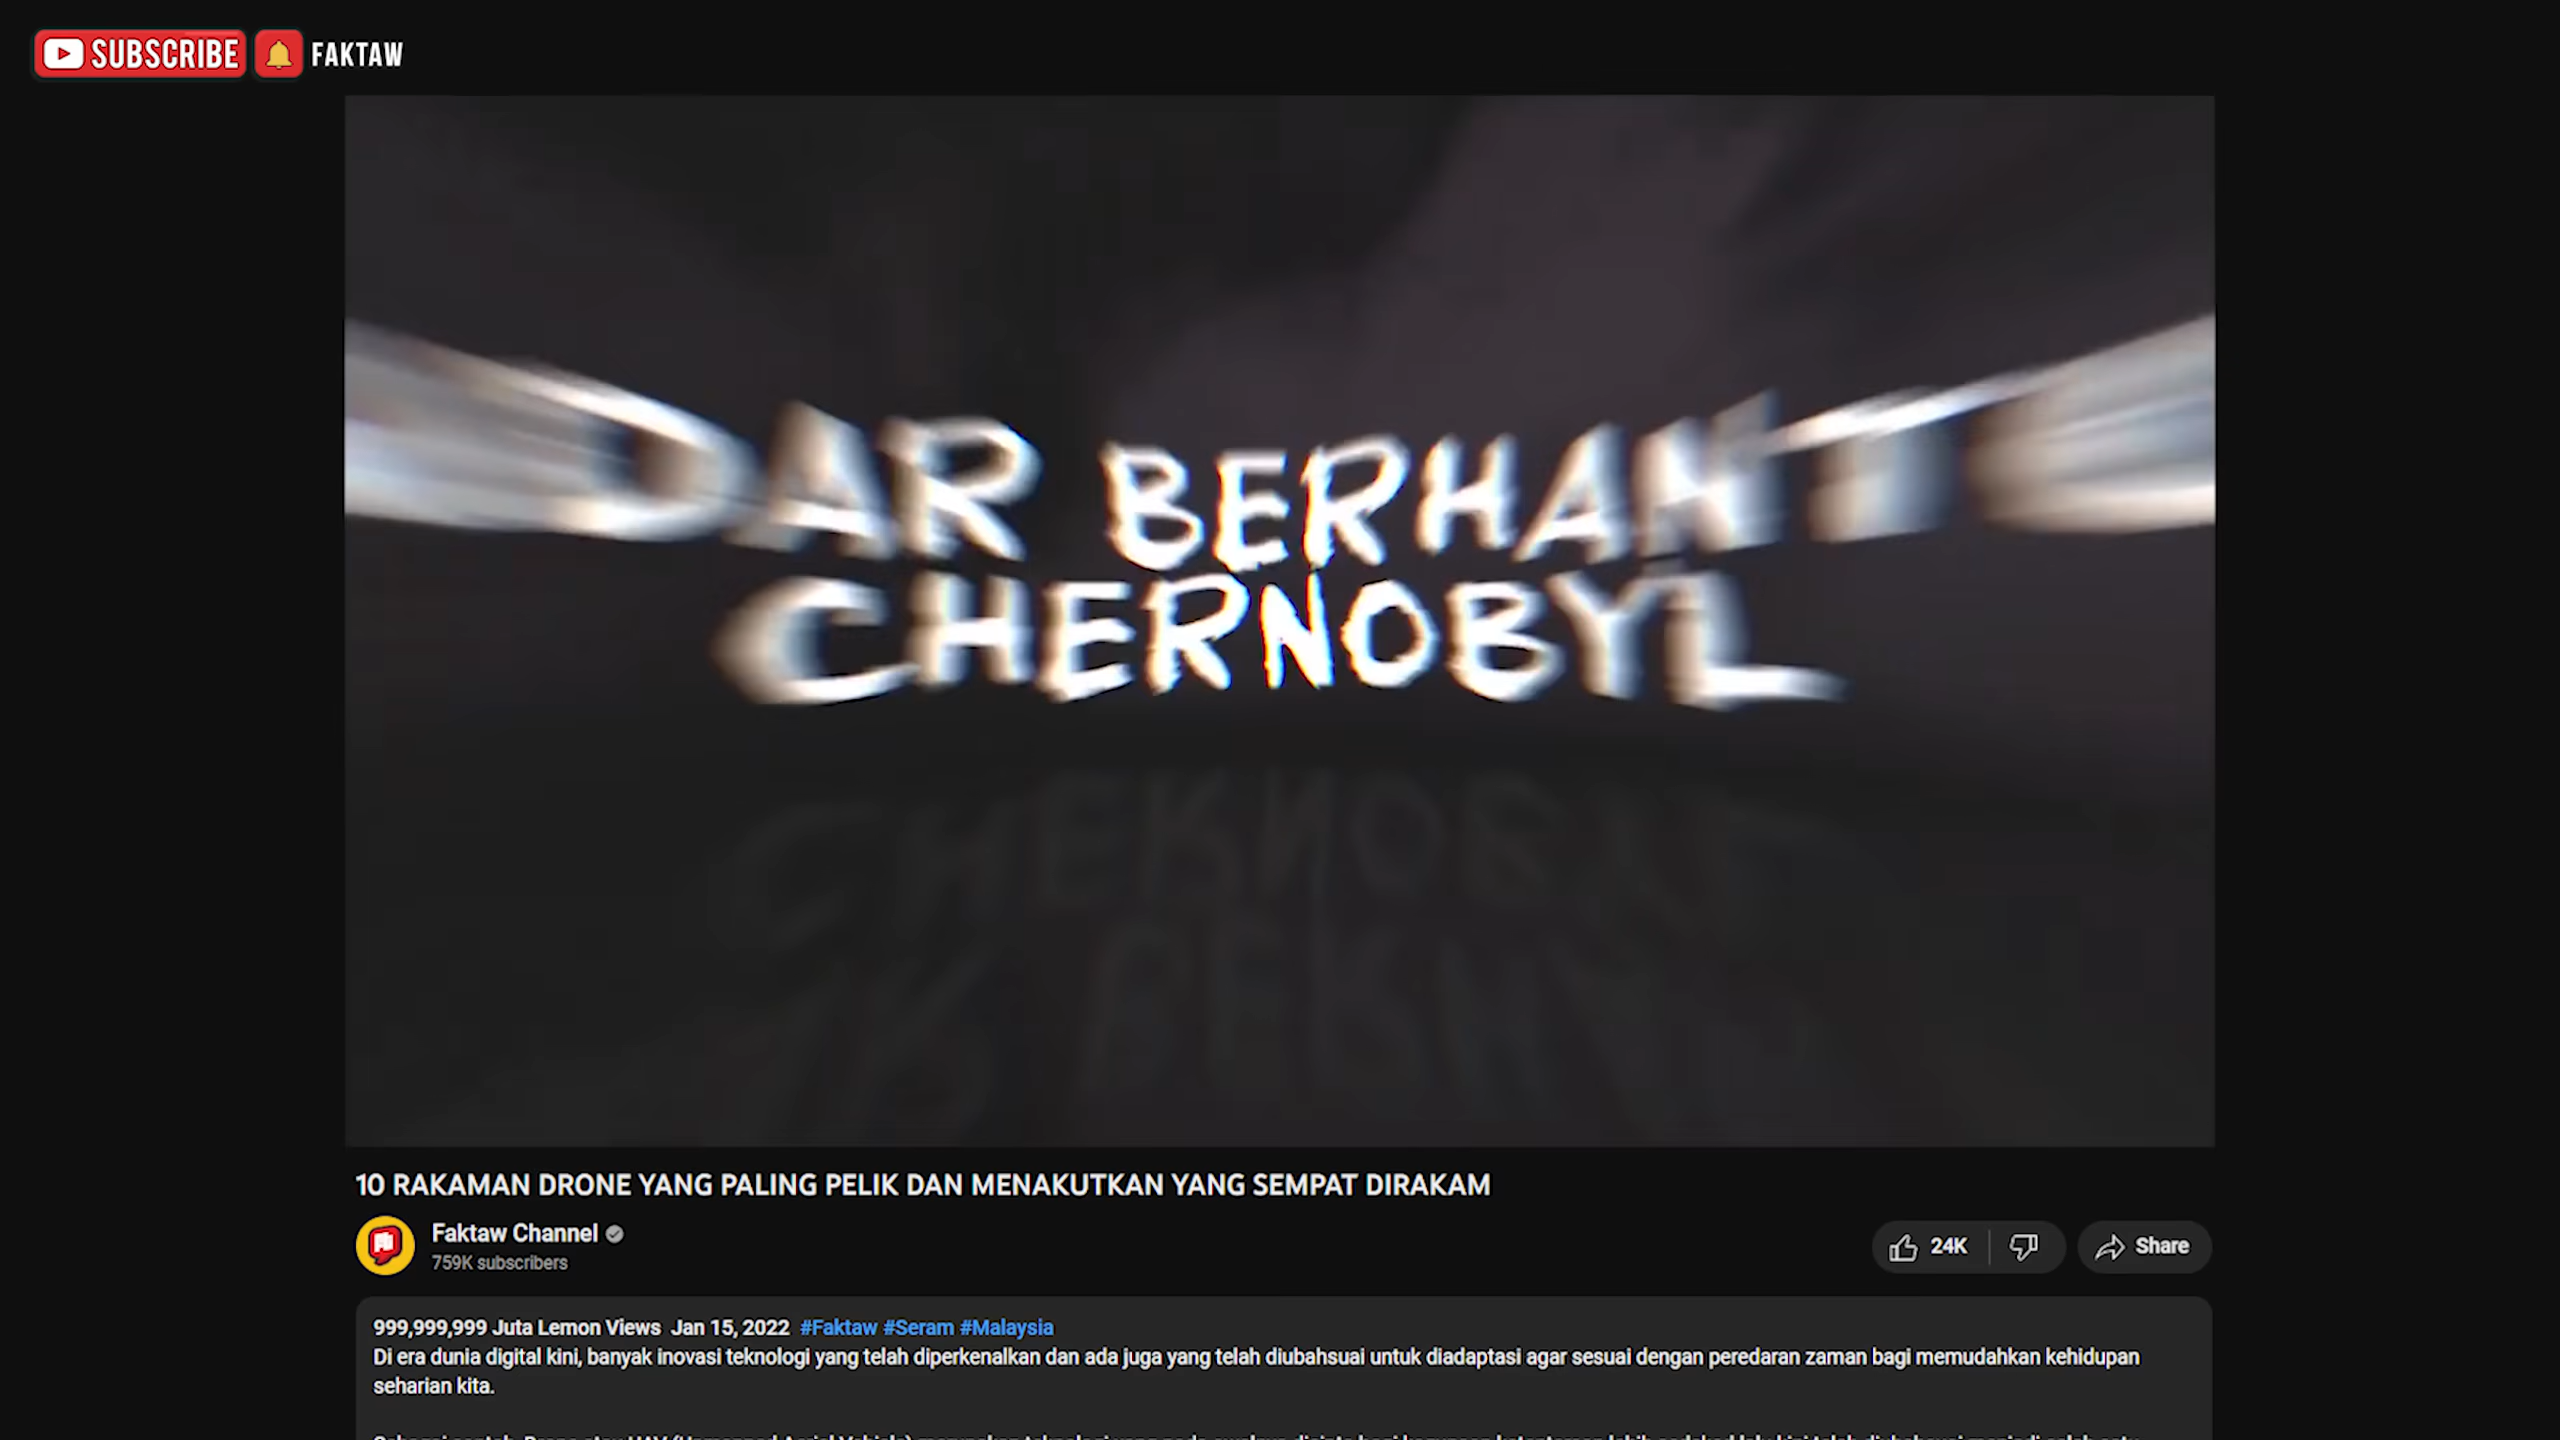 SUBSCRIBE FAKTAW
DAR BERHANTU
CHERNOBYL
10 RAKAMAN DRONE YANG PALING PELIK DAN MENAKUTKAN YANG SEMPAT DIRAKAM
Faktaw Channel
759K subscribers
24K
Share
999,999,999 Juta Lemon Views Jan 15, 2022 #Faktaw #Seram #Malaysia
Di era dunia digital kini, banyak inovasi teknologi yang telah diperkenalkan dan ada juga yang telah diubahsuai untuk diadaptasi agar sesuai dengan peredaran zaman bagi memudahkan kehidupan
seharian kita.